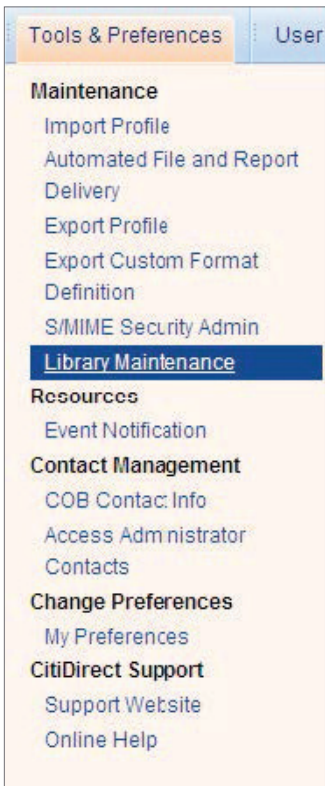 Tools & Preferences User
Maintenance
Import Profile
Automated File and Report
Delivery
Export Profile
Export Custom Format
Definition
S/MIME Security Admin
Library Maintenance
Resources
Event Notification
Contact Management
COB Contact Info
Access Administrator
Contacts
Change Preferences
My Preferences
CitiDirect Support
Support Website
Online Help